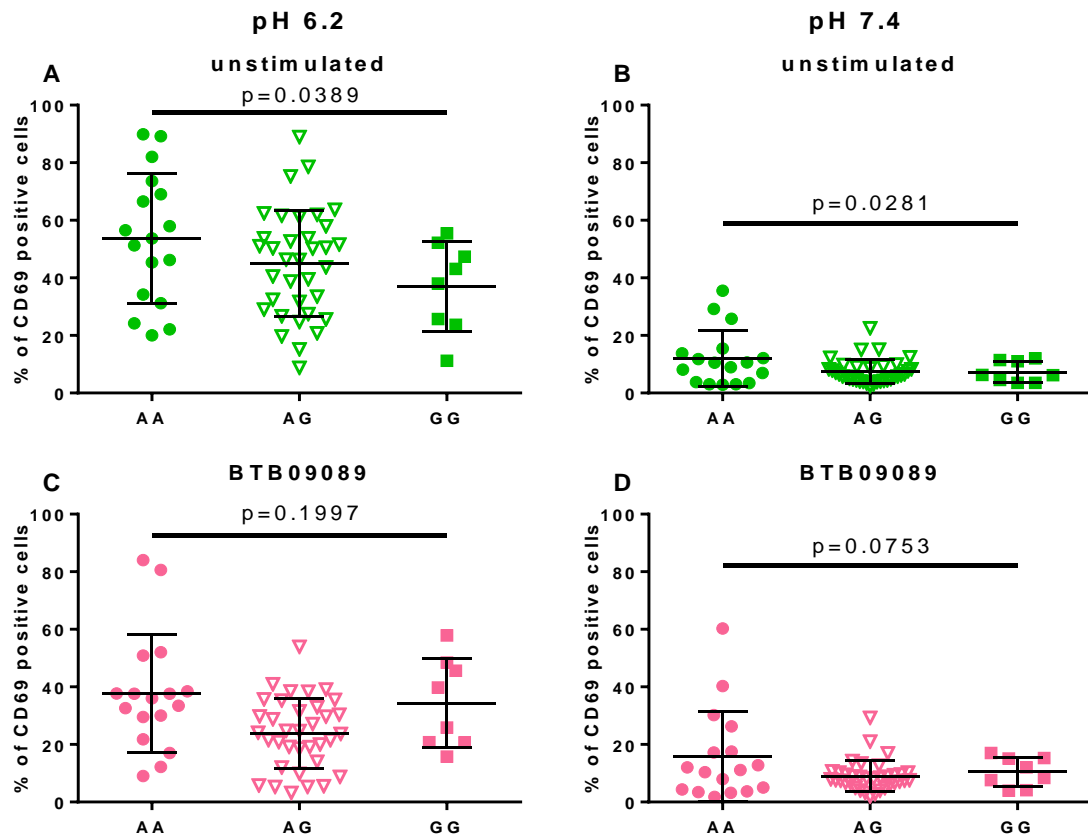 pH 6.2
pH 7.4
A
unstimulated
p=0.0389
% of CD69 positive cells
100
80
60
40
20
0
AA
AG
GG
B
unstimulated
p=0.0281
% of CD69 positive cells
100
80
60
40
20
0
AA
AG
GG
C
BTB09089
p=0.1997
% of CD69 positive cells
100
80
60
40
20
0
AA
AG
GG
D
BTB09089
p=0.0753
% of CD69 positive cells
100
80
60
40
20
0
AA
AG
GG